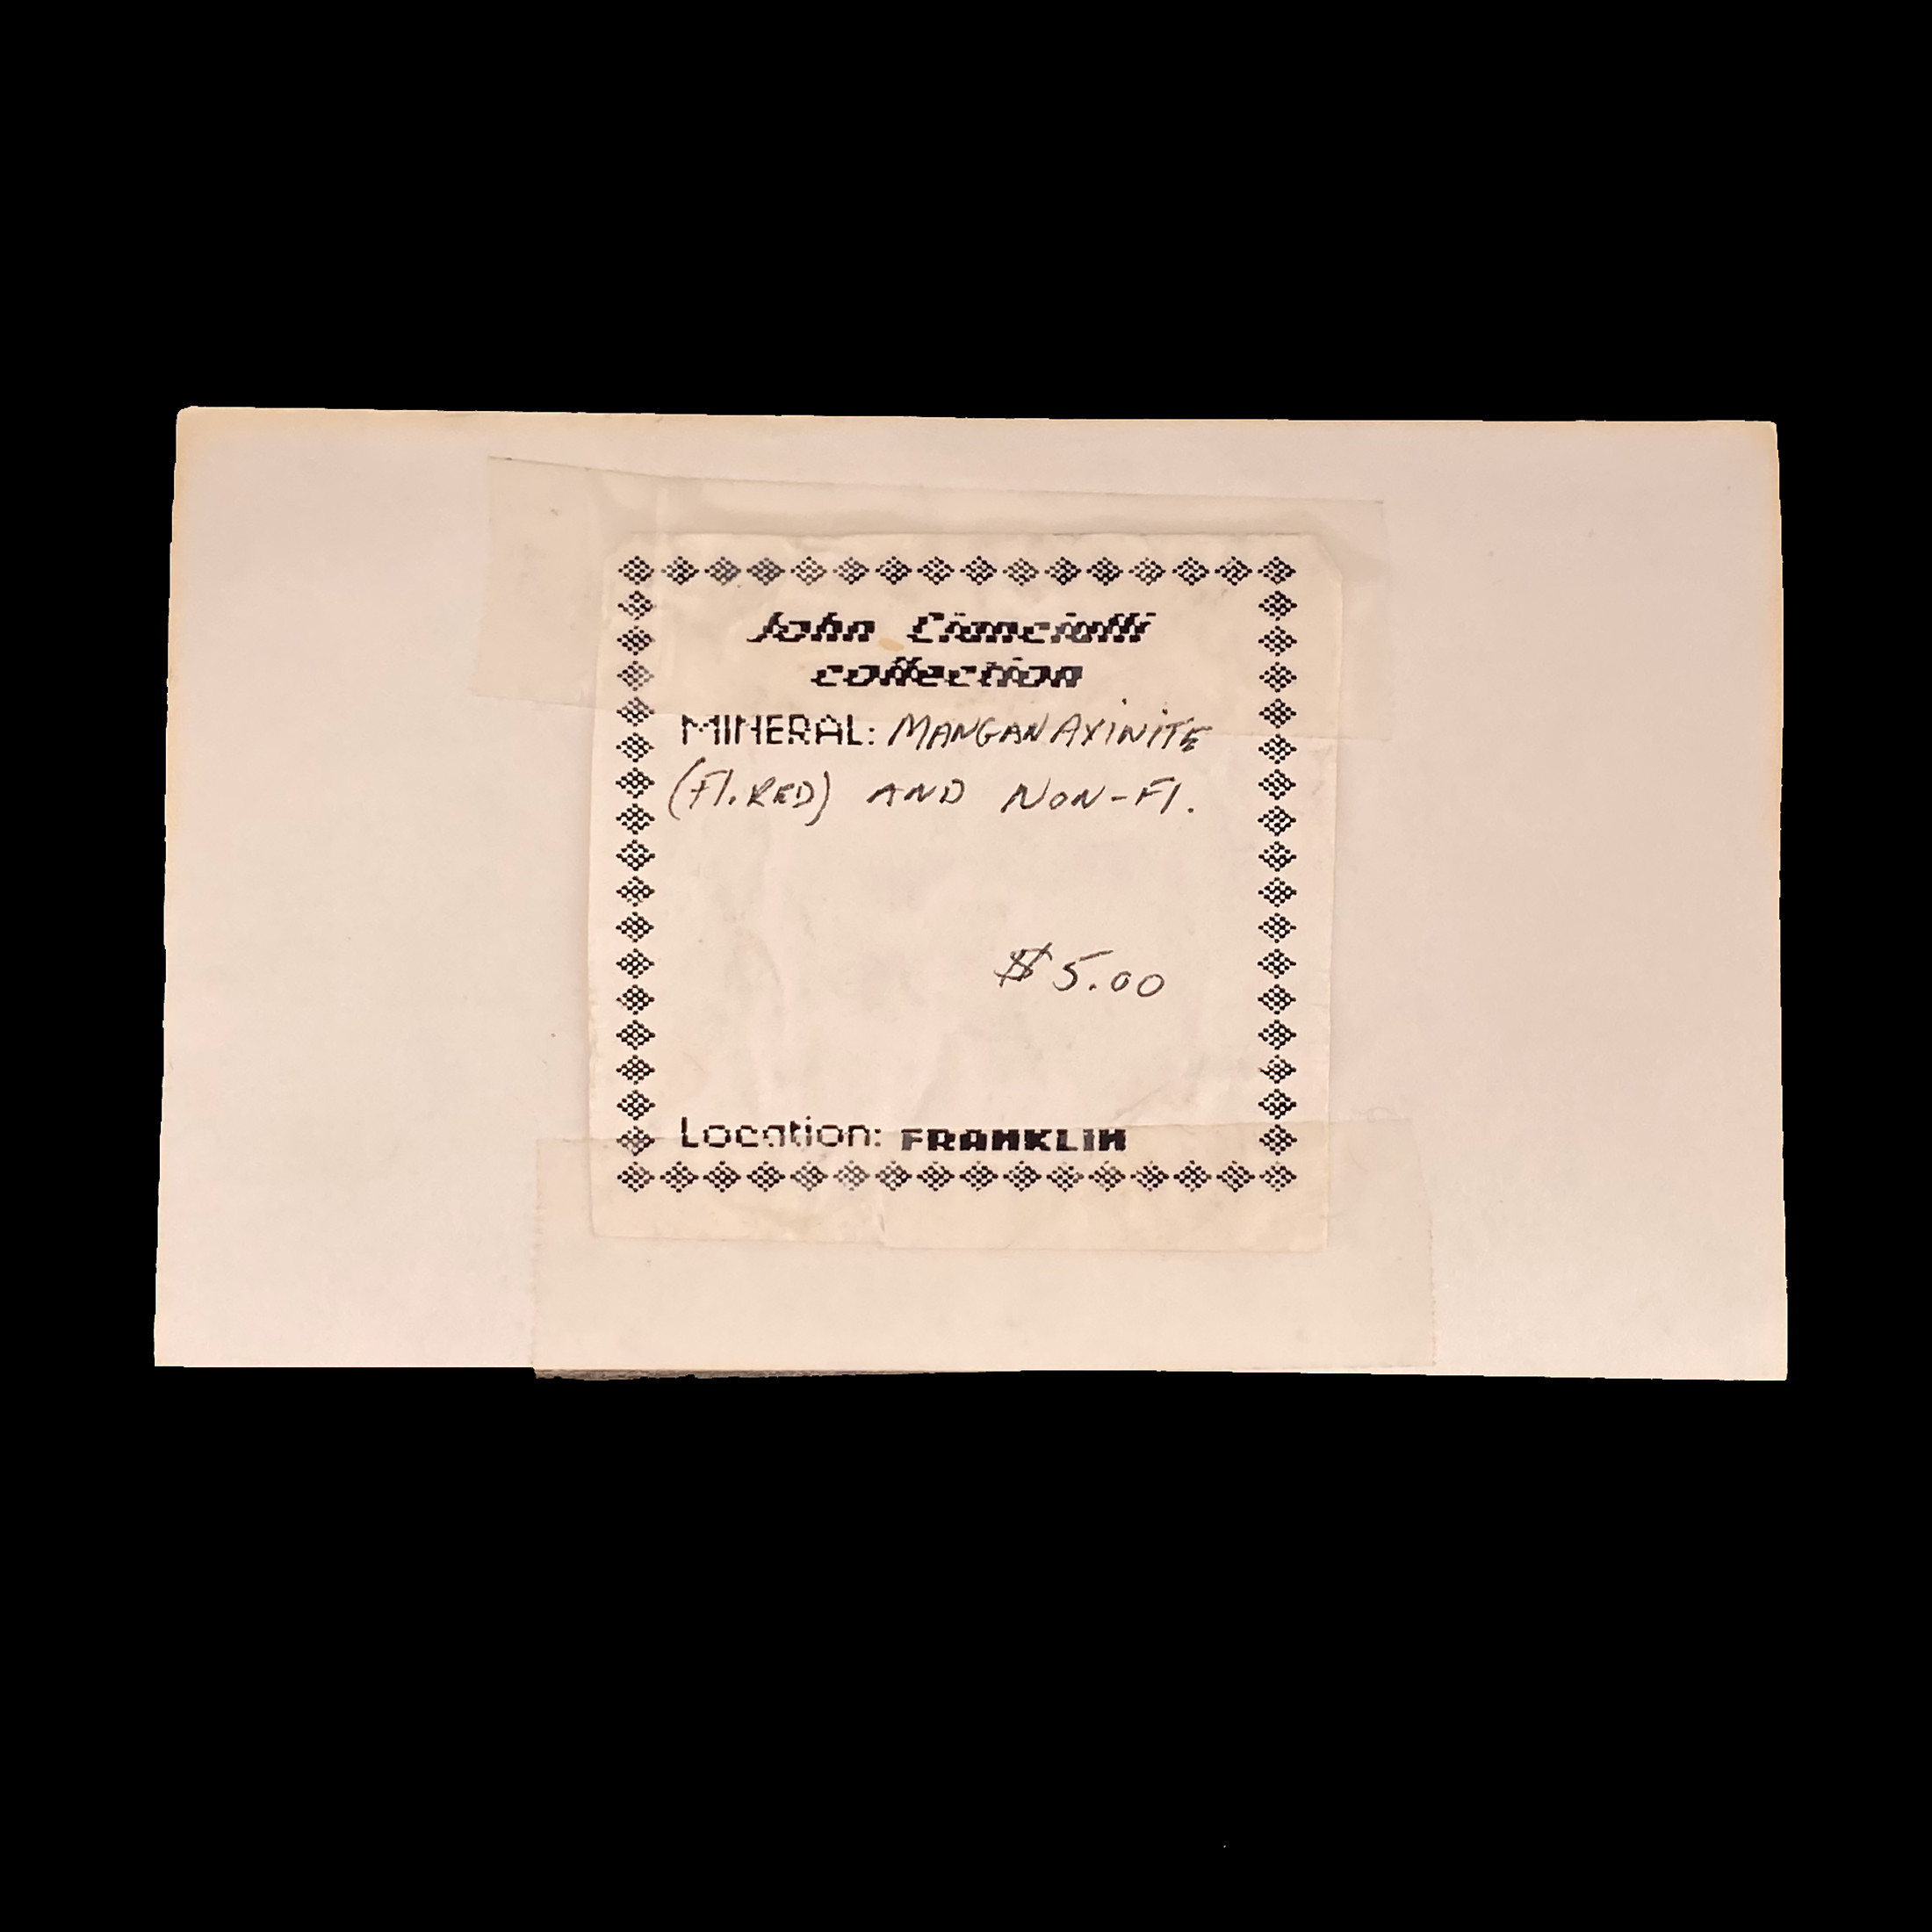 John Cianciulli
collection
MINERAL: MANGANAXINITE
(Fl. RED) AND NON-Fl.
$5.00
Location: FRANKLIN